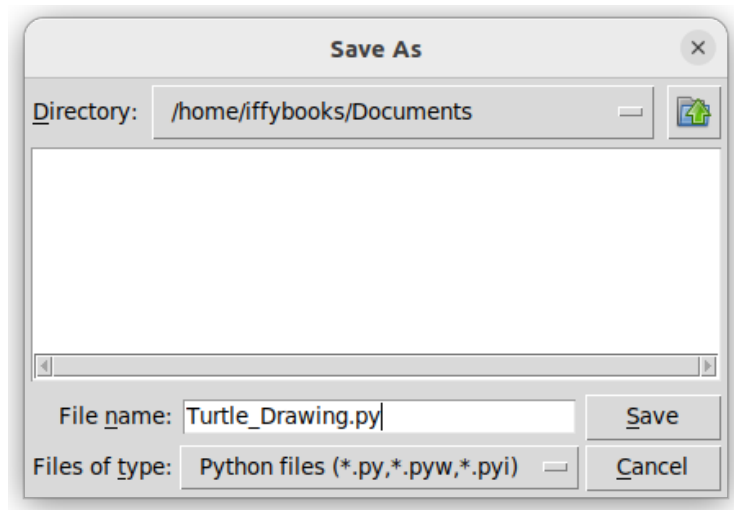 Save As
Directory: /home/iffybooks/Documents
File name: Turtle_Drawing.py Save
Files of type: Python files (*.py,*.pyw,*.pyi) Cancel